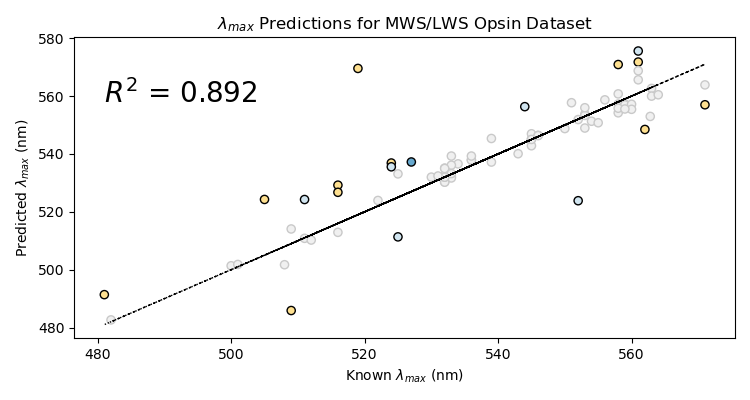 λmax Predictions for MWS/LWS Opsin Dataset
R² = 0.892
Predicted λmax (nm)
580
560
540
520
500
480
480 500 520 540 560
Known λmax (nm)